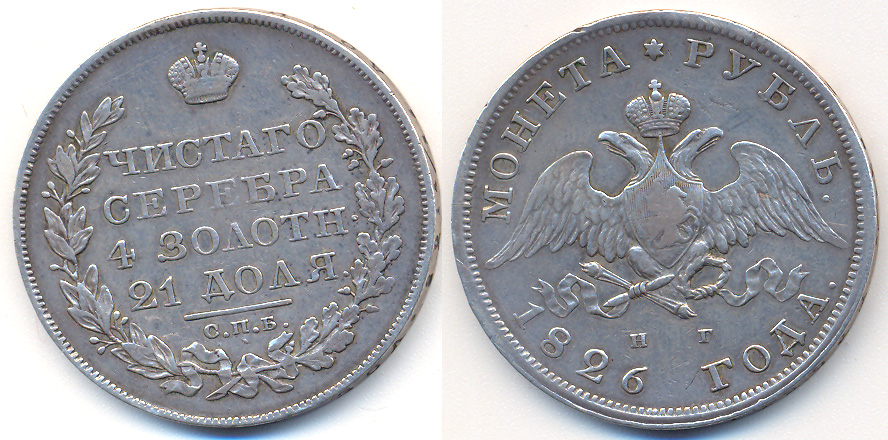 ЧИСТАГО
СЕРЕБРА
4 ЗОЛОТН.
21 ДОЛЯ.
С.П.Б.
МОНЕТА * РУБЛЬ.
Н Г
1826 ГОДА.